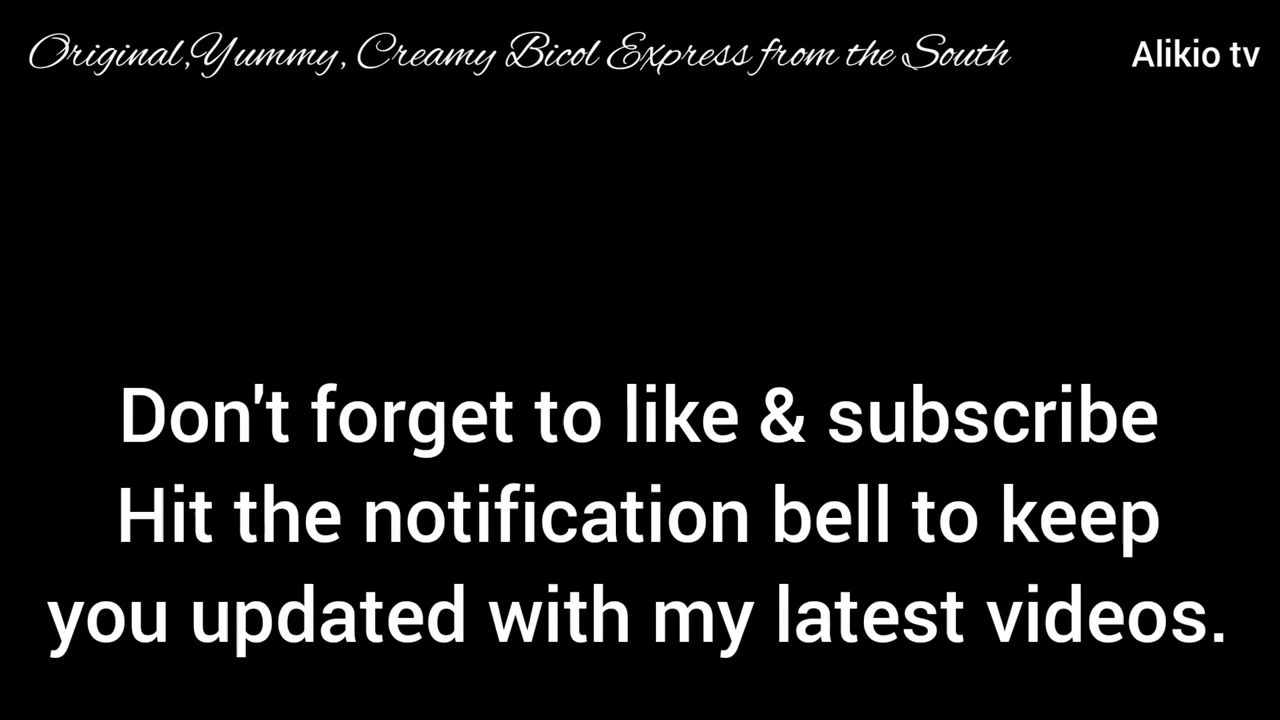 Original,Yummy, Creamy Bicol Express from the South
Alikio tv
Don't forget to like & subscribe
Hit the notification bell to keep
you updated with my latest videos.